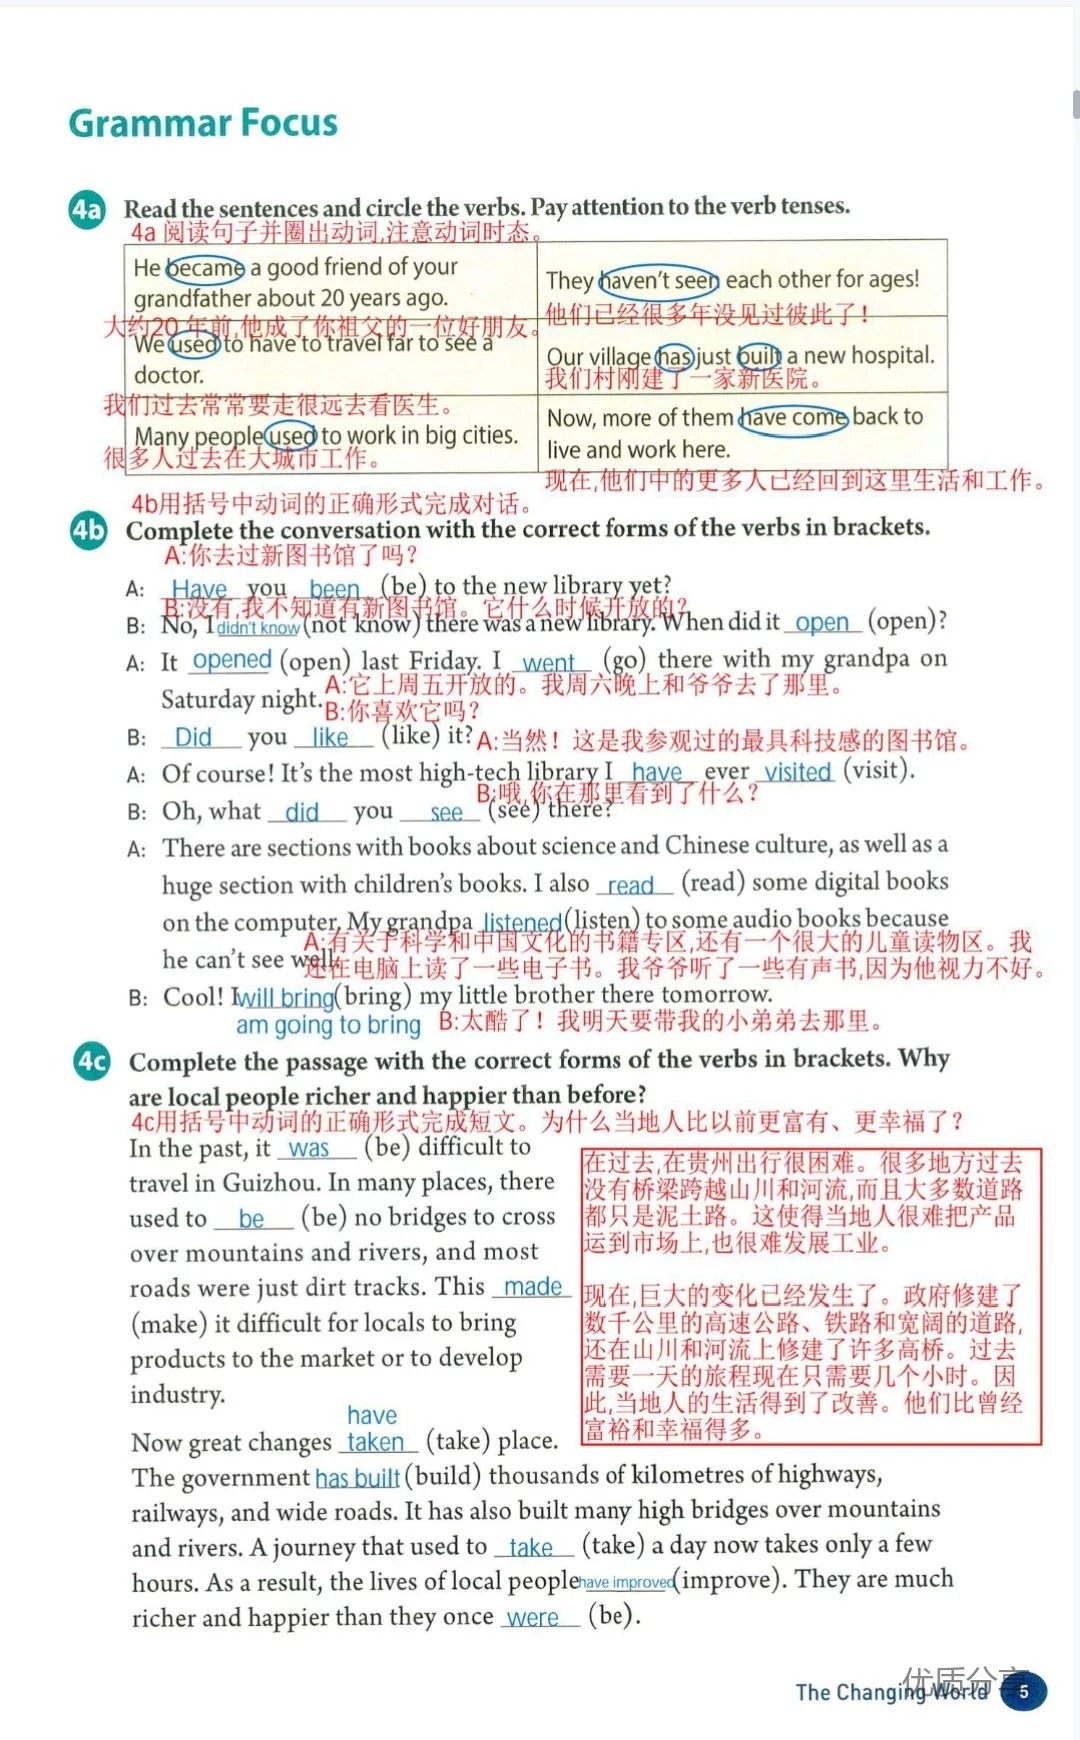 Grammar Focus
4a Read the sentences and circle the verbs. Pay attention to the verb tenses.
4a 阅读句子并圈出动词,注意动词时态。
He became a good friend of your
grandfather about 20 years ago.
大约20 年前,他成了你祖父的一位好朋友。
They haven't seen each other for ages!
他们已经很多年没见过彼此了!
We used to have to travel far to see a
doctor.
我们过去常常要走很远去看医生。
Our village has just built a new hospital.
我们村刚建了一家新医院。
Many people used to work in big cities.
很多人过去在大城市工作。
Now, more of them have come back to
live and work here.
现在,他们中的更多人已经回到这里生活和工作。
4b用括号中动词的正确形式完成对话。
4b Complete the conversation with the correct forms of the verbs in brackets.
A:你去过新图书馆了吗?
A: Have you been (be) to the new library yet?
B:没有,我不知道有新图书馆。它什么时候开放的?
B: No, I didn't know (not know) there was a new library. When did it open (open)?
A: It opened (open) last Friday. I went (go) there with my grandpa on
A:它上周五开放的。我周六晚上和爷爷去了那里。
Saturday night.
B:你喜欢它吗?
B: Did you like (like) it?
A:当然!这是我参观过的最具科技感的图书馆。
A: Of course! It's the most high-tech library I have ever visited (visit).
B:哦,你在那里看到了什么?
B: Oh, what did you see (see) there?
A: There are sections with books about science and Chinese culture, as well as a
huge section with children's books. I also read (read) some digital books
on the computer. My grandpa listened (listen) to some audio books because
A:有关于科学和中国文化的书籍专区,还有一个很大的儿童读物区。我
he can't see well.
还在电脑上读了一些电子书。我爷爷听了一些有声书,因为他视力不好。
B: Cool! I will bring (bring) my little brother there tomorrow.
am going to bring
B:太酷了!我明天要带我的小弟弟去那里。
4c Complete the passage with the correct forms of the verbs in brackets. Why
are local people richer and happier than before?
4c用括号中动词的正确形式完成短文。为什么当地人比以前更富有、更幸福了?
In the past, it was (be) difficult to
travel in Guizhou. In many places, there
used to be (be) no bridges to cross
over mountains and rivers, and most
roads were just dirt tracks. This made
(make) it difficult for locals to bring
products to the market or to develop
industry.
在过去,在贵州出行很困难。很多地方过去
没有桥梁跨越山川和河流,而且大多数道路
都只是泥土路。这使得当地人很难把产品
运到市场上,也很难发展工业。
现在,巨大的变化已经发生了。政府修建了
数千公里的高速公路、铁路和宽阔的道路,
还在山川和河流上修建了许多高桥。过去
需要一天的旅程现在只需要几个小时。因
此,当地人的生活得到了改善。他们比曾经
富裕和幸福得多。
have
Now great changes taken (take) place.
The government has built (build) thousands of kilometres of highways,
railways, and wide roads. It has also built many high bridges over mountains
and rivers. A journey that used to take (take) a day now takes only a few
hours. As a result, the lives of local people have improved (improve). They are much
richer and happier than they once were (be).
优质分享
The Changing World 5